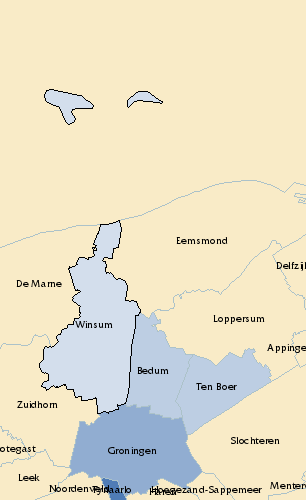 Eemsmond
Delfzijl
De Marne
Loppersum
Winsum
Appinge
Bedum
Ten Boer
Zuidhorn
Slochteren
Groningen
otegast
Leek
Noordenveld
Tynaarlo
Hoogezand-Sappemeer
Menter